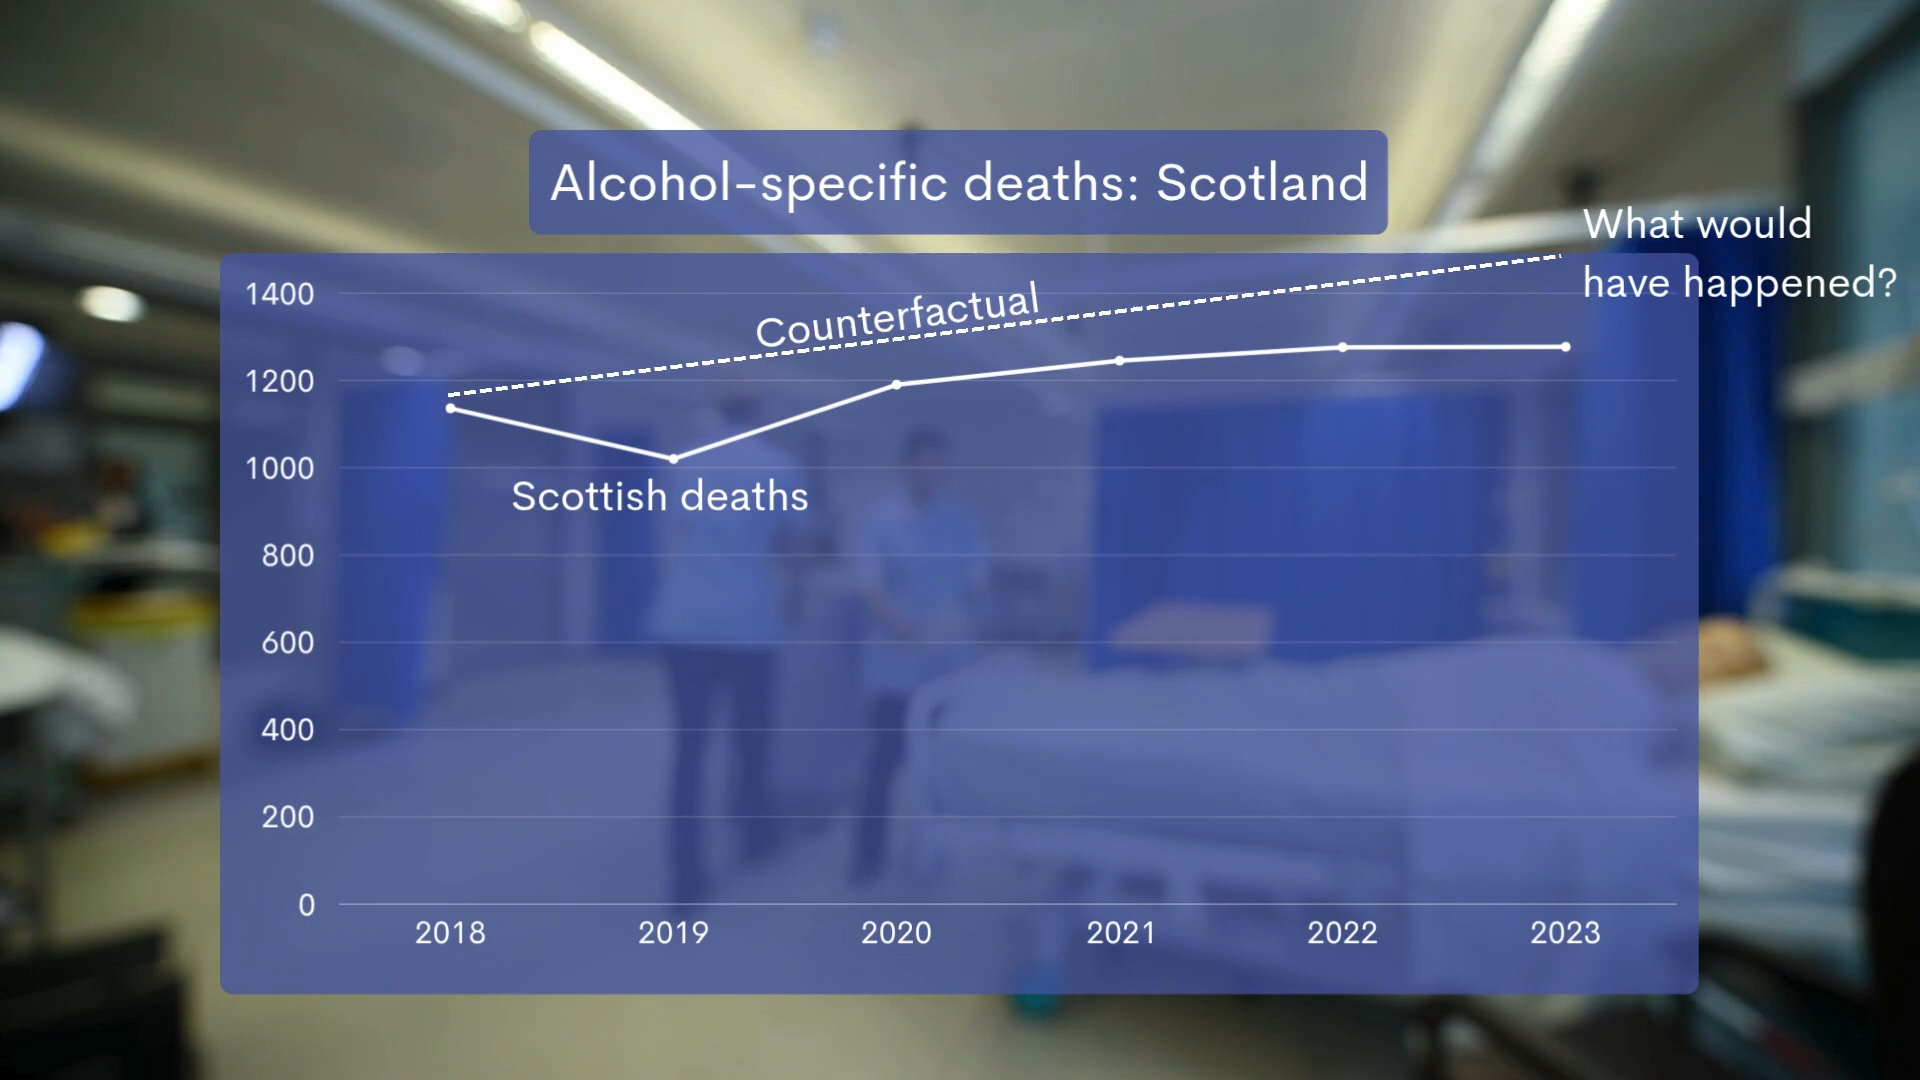 Alcohol-specific deaths: Scotland
What would
have happened?
Counterfactual
1400
1200
1000
Scottish deaths
800
600
400
200
0
2018 2019 2020 2021 2022 2023